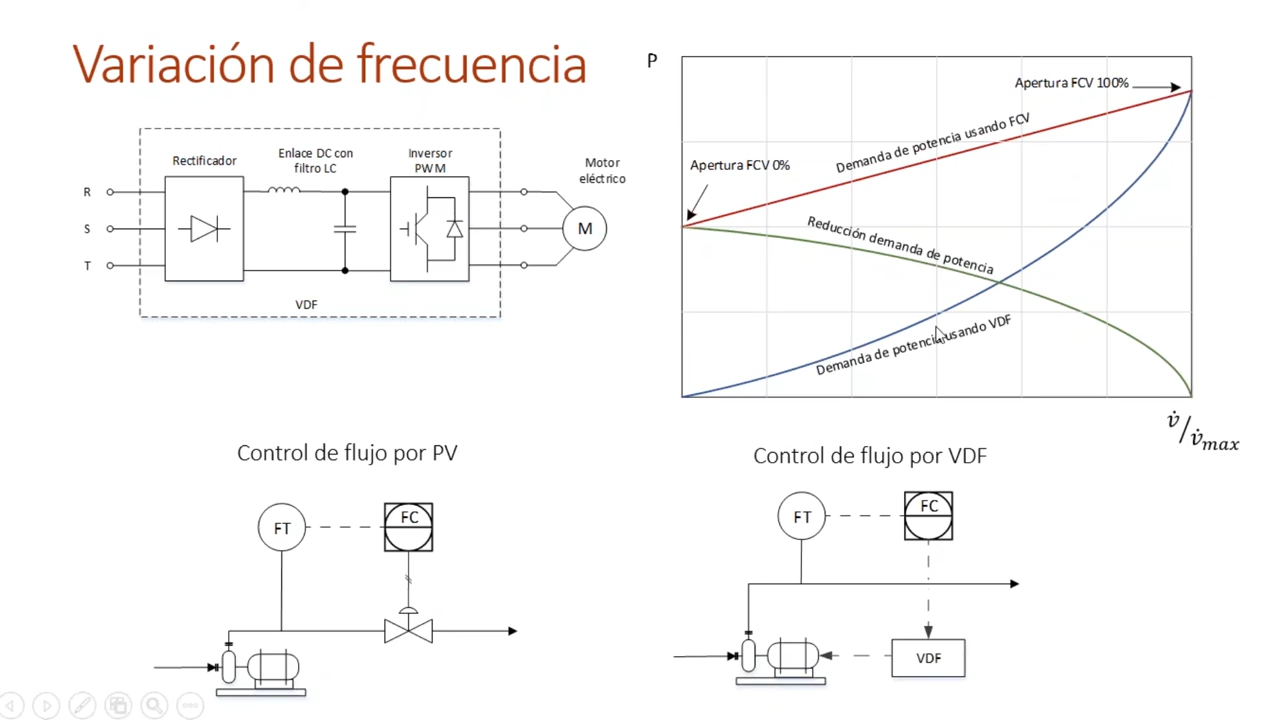 Variación de frecuencia
Rectificador
Enlace DC con
filtro LC
Inversor
PWM
Motor
eléctrico
R
S
T
M
VDF
P
Apertura FCV 100%
Demanda de potencia usando FCV
Apertura FCV 0%
Reducción demanda de potencia
Demanda de potencia usando VDF
v̇/v̇max
Control de flujo por PV
FT
FC
Control de flujo por VDF
FT
FC
VDF